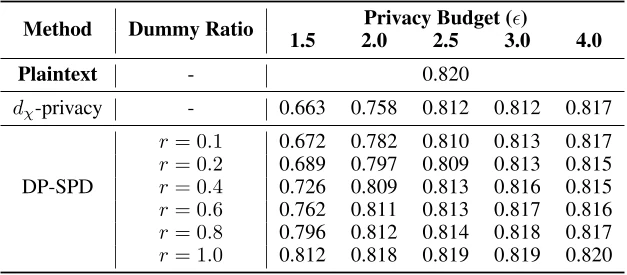 Method Dummy Ratio Privacy Budget (ϵ)
1.5 2.0 2.5 3.0 4.0
Plaintext - 0.820
dχ-privacy - 0.663 0.758 0.812 0.812 0.817
r = 0.1 0.672 0.782 0.810 0.813 0.817
r = 0.2 0.689 0.797 0.809 0.813 0.815
DP-SPD r = 0.4 0.726 0.809 0.813 0.816 0.815
r = 0.6 0.762 0.811 0.813 0.817 0.816
r = 0.8 0.796 0.812 0.814 0.818 0.817
r = 1.0 0.812 0.818 0.819 0.819 0.820